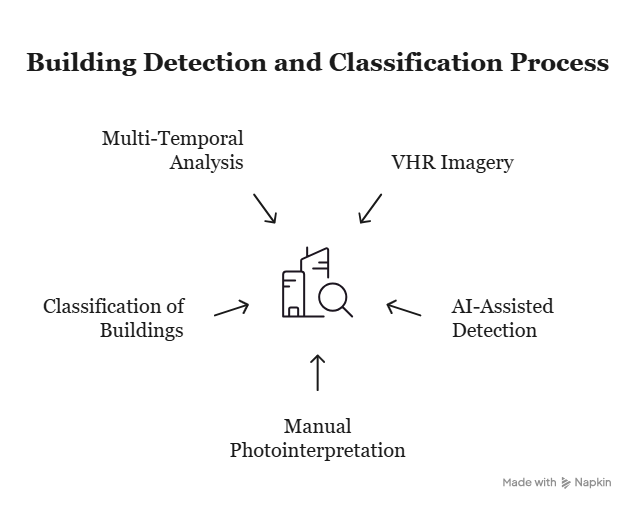 Building Detection and Classification Process
Multi-Temporal
Analysis
VHR Imagery
Classification of
Buildings
AI-Assisted
Detection
Manual
Photointerpretation
Made with Napkin